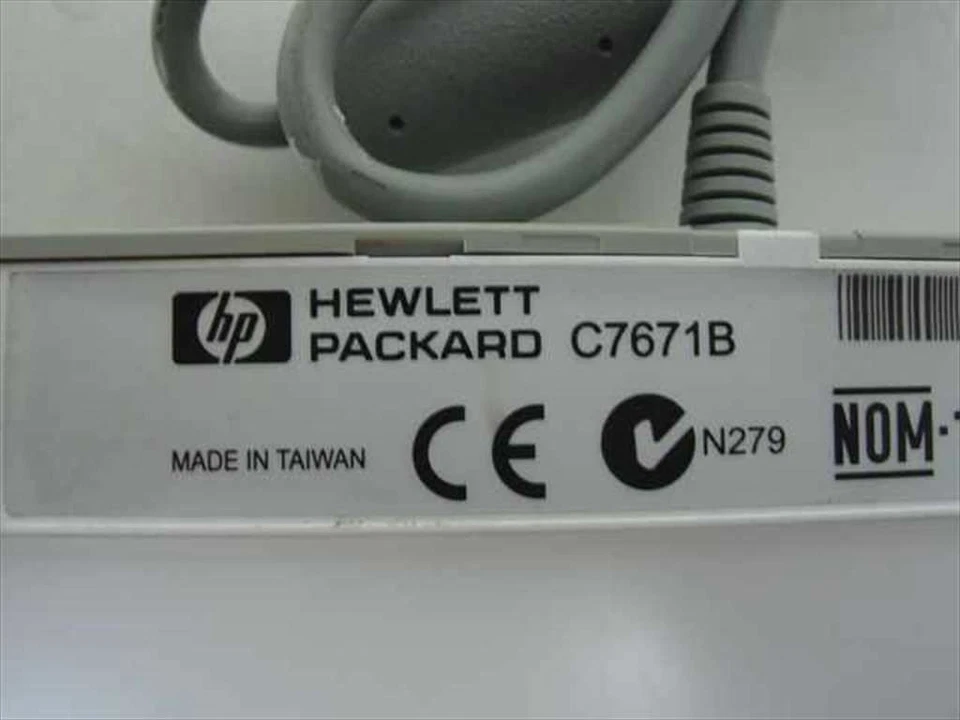 hp HEWLETT
PACKARD C7671B
MADE IN TAIWAN CE N279 NOM-